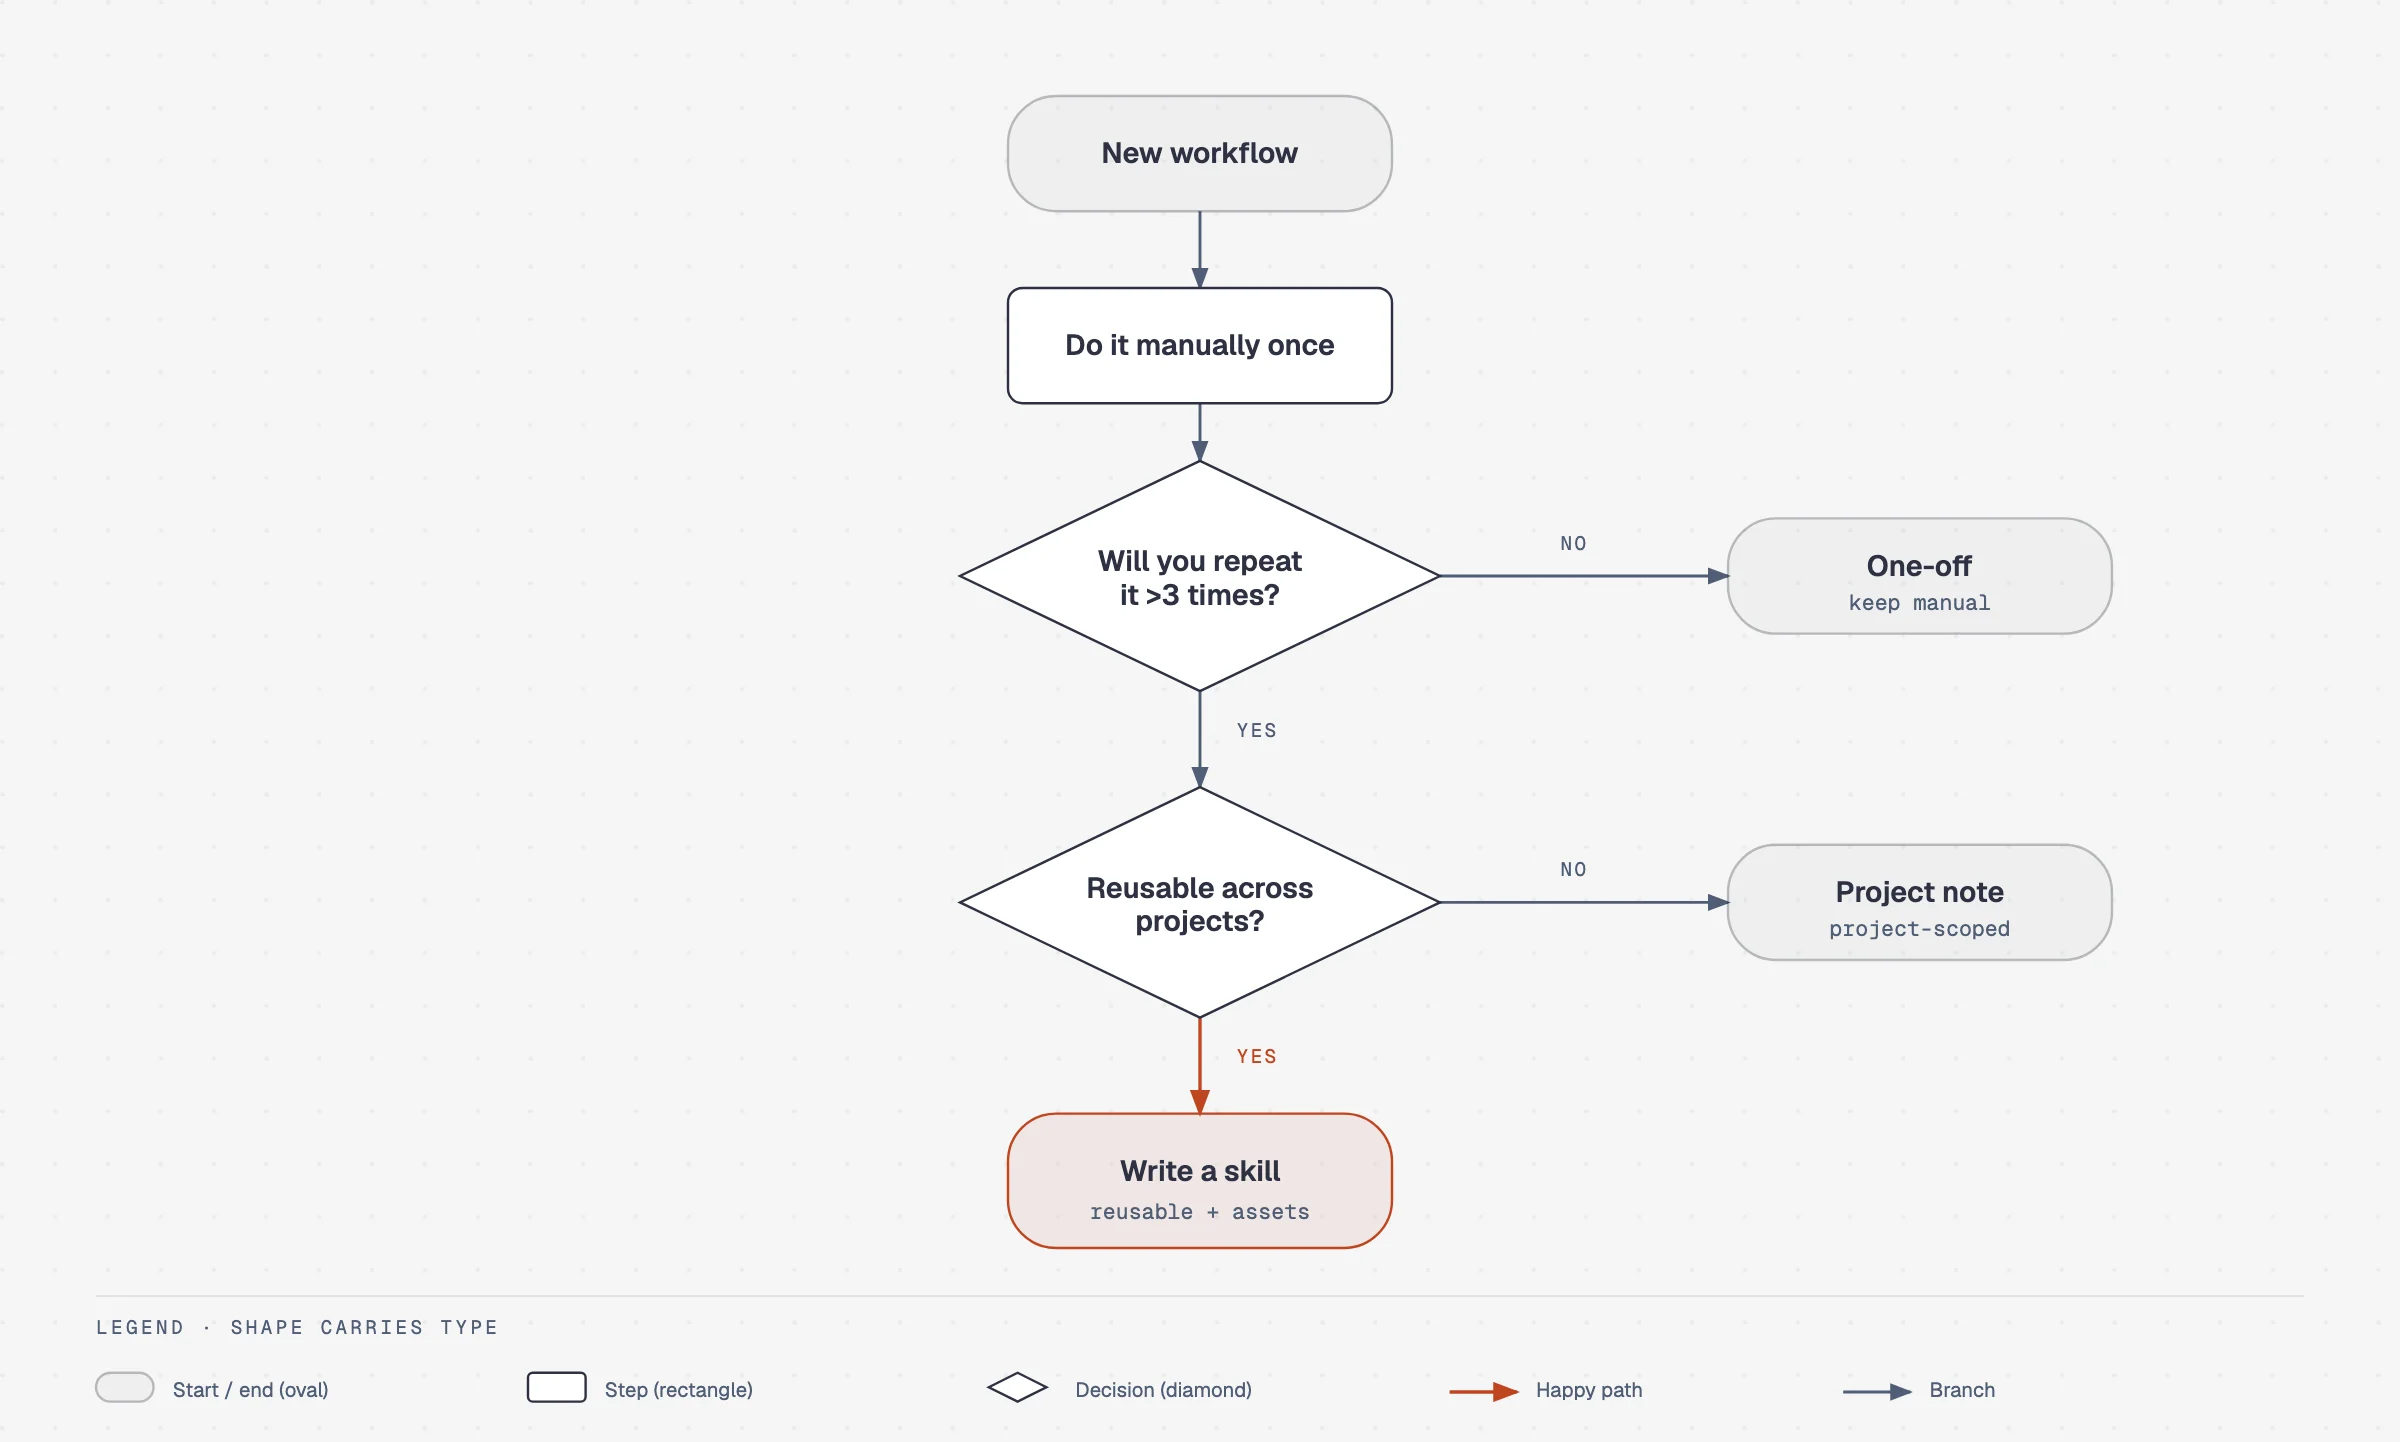 New workflow
Do it manually once
Will you repeat
it >3 times?
NO
One-off
keep manual
YES
Reusable across
projects?
NO
Project note
project-scoped
YES
Write a skill
reusable + assets
LEGEND · SHAPE CARRIES TYPE
Start / end (oval)
Step (rectangle)
Decision (diamond)
Happy path
Branch